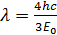 λ = 4hc / 3E₀